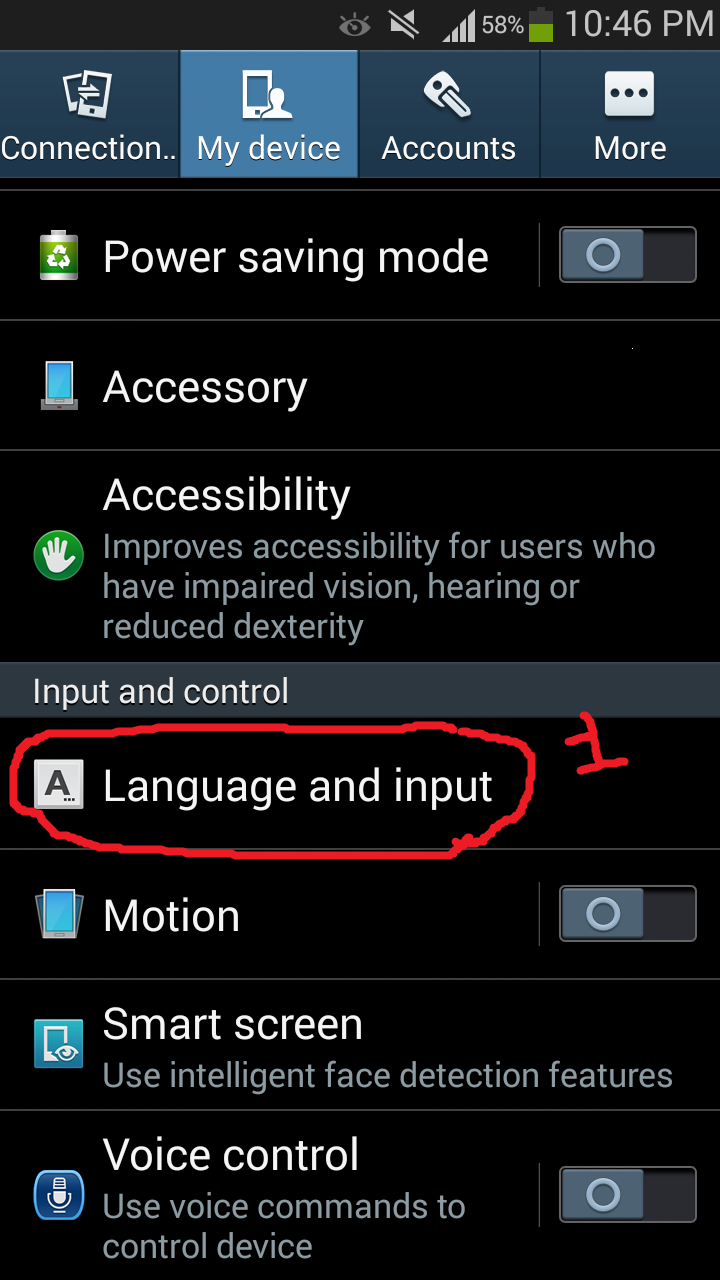 58% 10:46 PM
Connection.. My device Accounts More
Power saving mode
Accessory
Accessibility
Improves accessibility for users who
have impaired vision, hearing or
reduced dexterity
Input and control
1
A... Language and input
Motion
Smart screen
Use intelligent face detection features
Voice control
Use voice commands to
control device